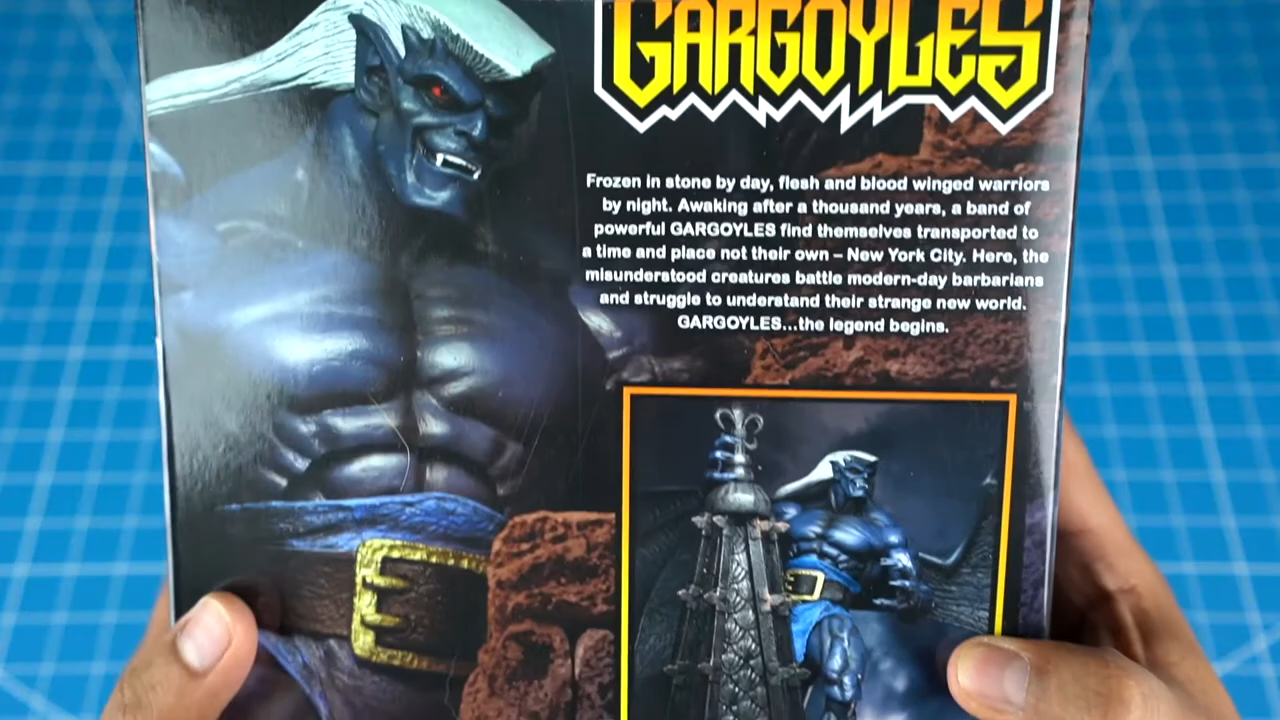 GARGOYLES
Frozen in stone by day, flesh and blood winged warriors
by night. Awaking after a thousand years, a band of
powerful GARGOYLES find themselves transported to
a time and place not their own – New York City. Here, the
misunderstood creatures battle modern-day barbarians
and struggle to understand their strange new world.
GARGOYLES...the legend begins.